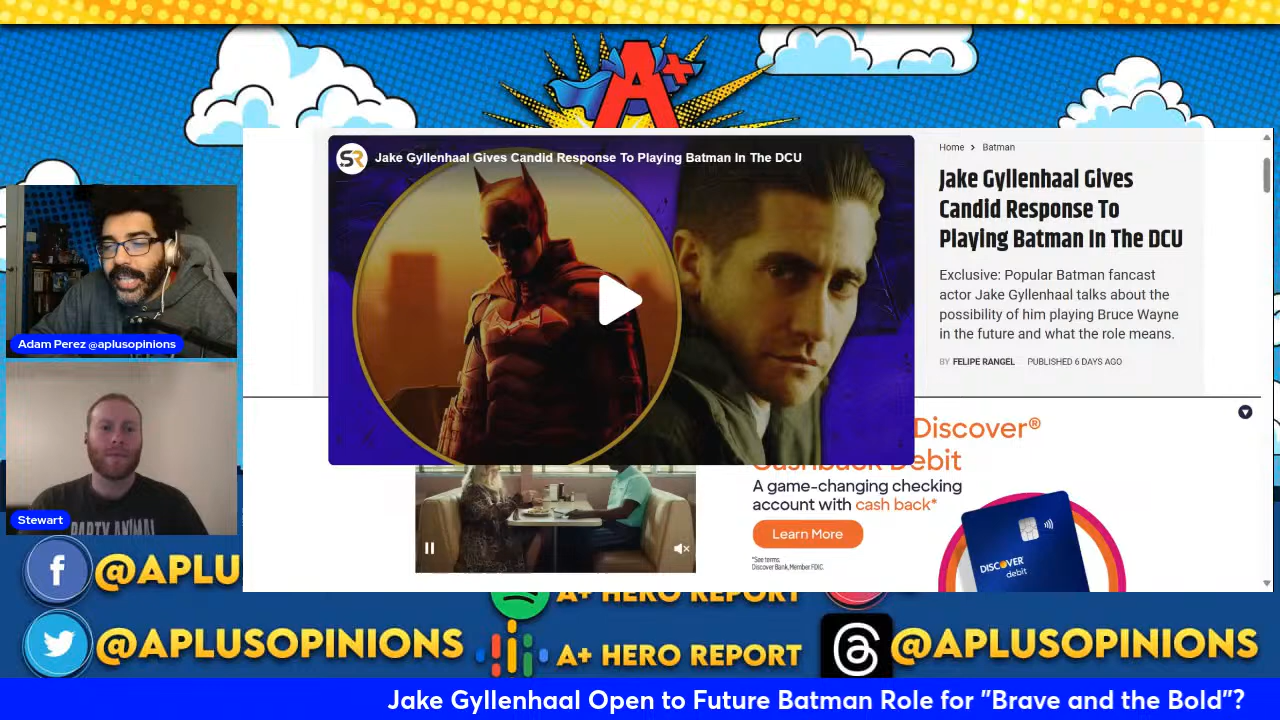 A+
SR
Jake Gyllenhaal Gives Candid Response To Playing Batman In The DCU
Home > Batman
Jake Gyllenhaal Gives
Candid Response To
Playing Batman In The DCU
Exclusive: Popular Batman fancast
actor Jake Gyllenhaal talks about the
possibility of him playing Bruce Wayne
in the future and what the role means.
BY FELIPE RANGEL PUBLISHED 6 DAYS AGO
Adam Perez @aplusopinions
PARTY ANIMAL
Stewart
Discover®
Cashback Debit
A game-changing checking
account with cash back*
Learn More
*See terms.
Discover Bank, Member FDIC.
DISCOVER
debit
f
@APLU
A+ HERO REPORT
@APLUSOPINIONS
A+ HERO REPORT
@APLUSOPINIONS
Jake Gyllenhaal Open to Future Batman Role for "Brave and the Bold"?